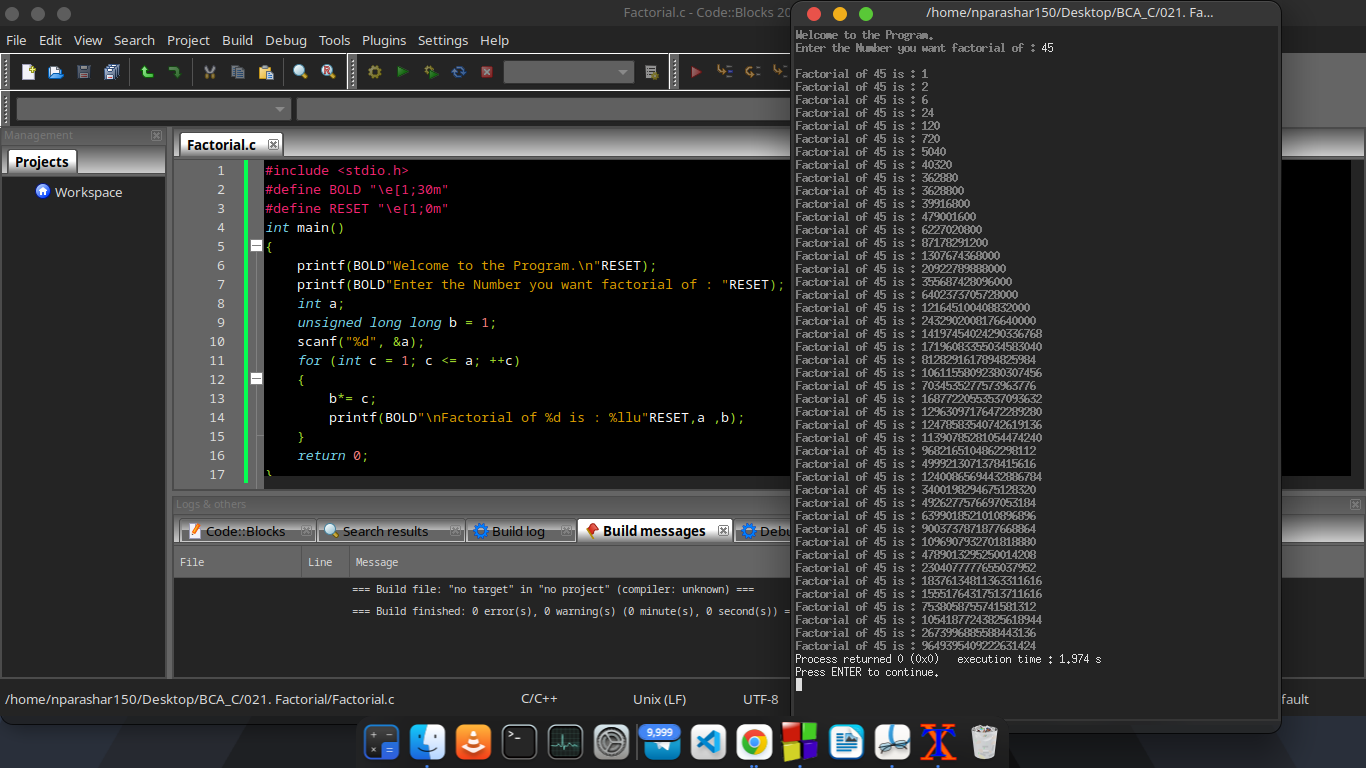 Factorial.c - Code::Blocks 20
File Edit View Search Project Build Debug Tools Plugins Settings Help
Management
Projects
Workspace
Factorial.c
1 #include <stdio.h>
2 #define BOLD "\e[1;30m"
3 #define RESET "\e[1;0m"
4 int main()
5 {
6 printf(BOLD"Welcome to the Program.\n"RESET);
7 printf(BOLD"Enter the Number you want factorial of : "RESET);
8 int a;
9 unsigned long long b = 1;
10 scanf("%d", &a);
11 for (int c = 1; c <= a; ++c)
12 {
13 b*= c;
14 printf(BOLD"\nFactorial of %d is : %llu"RESET,a ,b);
15 }
16 return 0;
17 }
Logs & others
Code::Blocks
Search results
Build log
Build messages
Debu
File Line Message
=== Build file: "no target" in "no project" (compiler: unknown) ===
=== Build finished: 0 error(s), 0 warning(s) (0 minute(s), 0 second(s)) =
/home/nparashar150/Desktop/BCA_C/021. Factorial/Factorial.c C/C++ Unix (LF) UTF-8 fault
/home/nparashar150/Desktop/BCA_C/021. Fa...
Welcome to the Program.
Enter the Number you want factorial of : 45
Factorial of 45 is : 1
Factorial of 45 is : 2
Factorial of 45 is : 6
Factorial of 45 is : 24
Factorial of 45 is : 120
Factorial of 45 is : 720
Factorial of 45 is : 5040
Factorial of 45 is : 40320
Factorial of 45 is : 362880
Factorial of 45 is : 3628800
Factorial of 45 is : 39916800
Factorial of 45 is : 479001600
Factorial of 45 is : 6227020800
Factorial of 45 is : 87178291200
Factorial of 45 is : 1307674368000
Factorial of 45 is : 20922789888000
Factorial of 45 is : 355687428096000
Factorial of 45 is : 6402373705728000
Factorial of 45 is : 121645100408832000
Factorial of 45 is : 2432902008176640000
Factorial of 45 is : 14197454024290336768
Factorial of 45 is : 17196083355034583040
Factorial of 45 is : 8128291617894825984
Factorial of 45 is : 10611558092380307456
Factorial of 45 is : 7034535277573963776
Factorial of 45 is : 16877220553537093632
Factorial of 45 is : 12963097176472289280
Factorial of 45 is : 12478583540742619136
Factorial of 45 is : 11390785281054474240
Factorial of 45 is : 9682165104862298112
Factorial of 45 is : 4999213071378415616
Factorial of 45 is : 12400865694432886784
Factorial of 45 is : 3400198294675128320
Factorial of 45 is : 4926277576697053184
Factorial of 45 is : 6399018521010896896
Factorial of 45 is : 9003737871877668864
Factorial of 45 is : 1096907932701818880
Factorial of 45 is : 4789013295250014208
Factorial of 45 is : 2304077777655037952
Factorial of 45 is : 18376134811363311616
Factorial of 45 is : 15551764317513711616
Factorial of 45 is : 7538058755741581312
Factorial of 45 is : 10541877243825618944
Factorial of 45 is : 2673996885588443136
Factorial of 45 is : 9649395409222631424
Process returned 0 (0x0) execution time : 1.974 s
Press ENTER to continue.
9,999